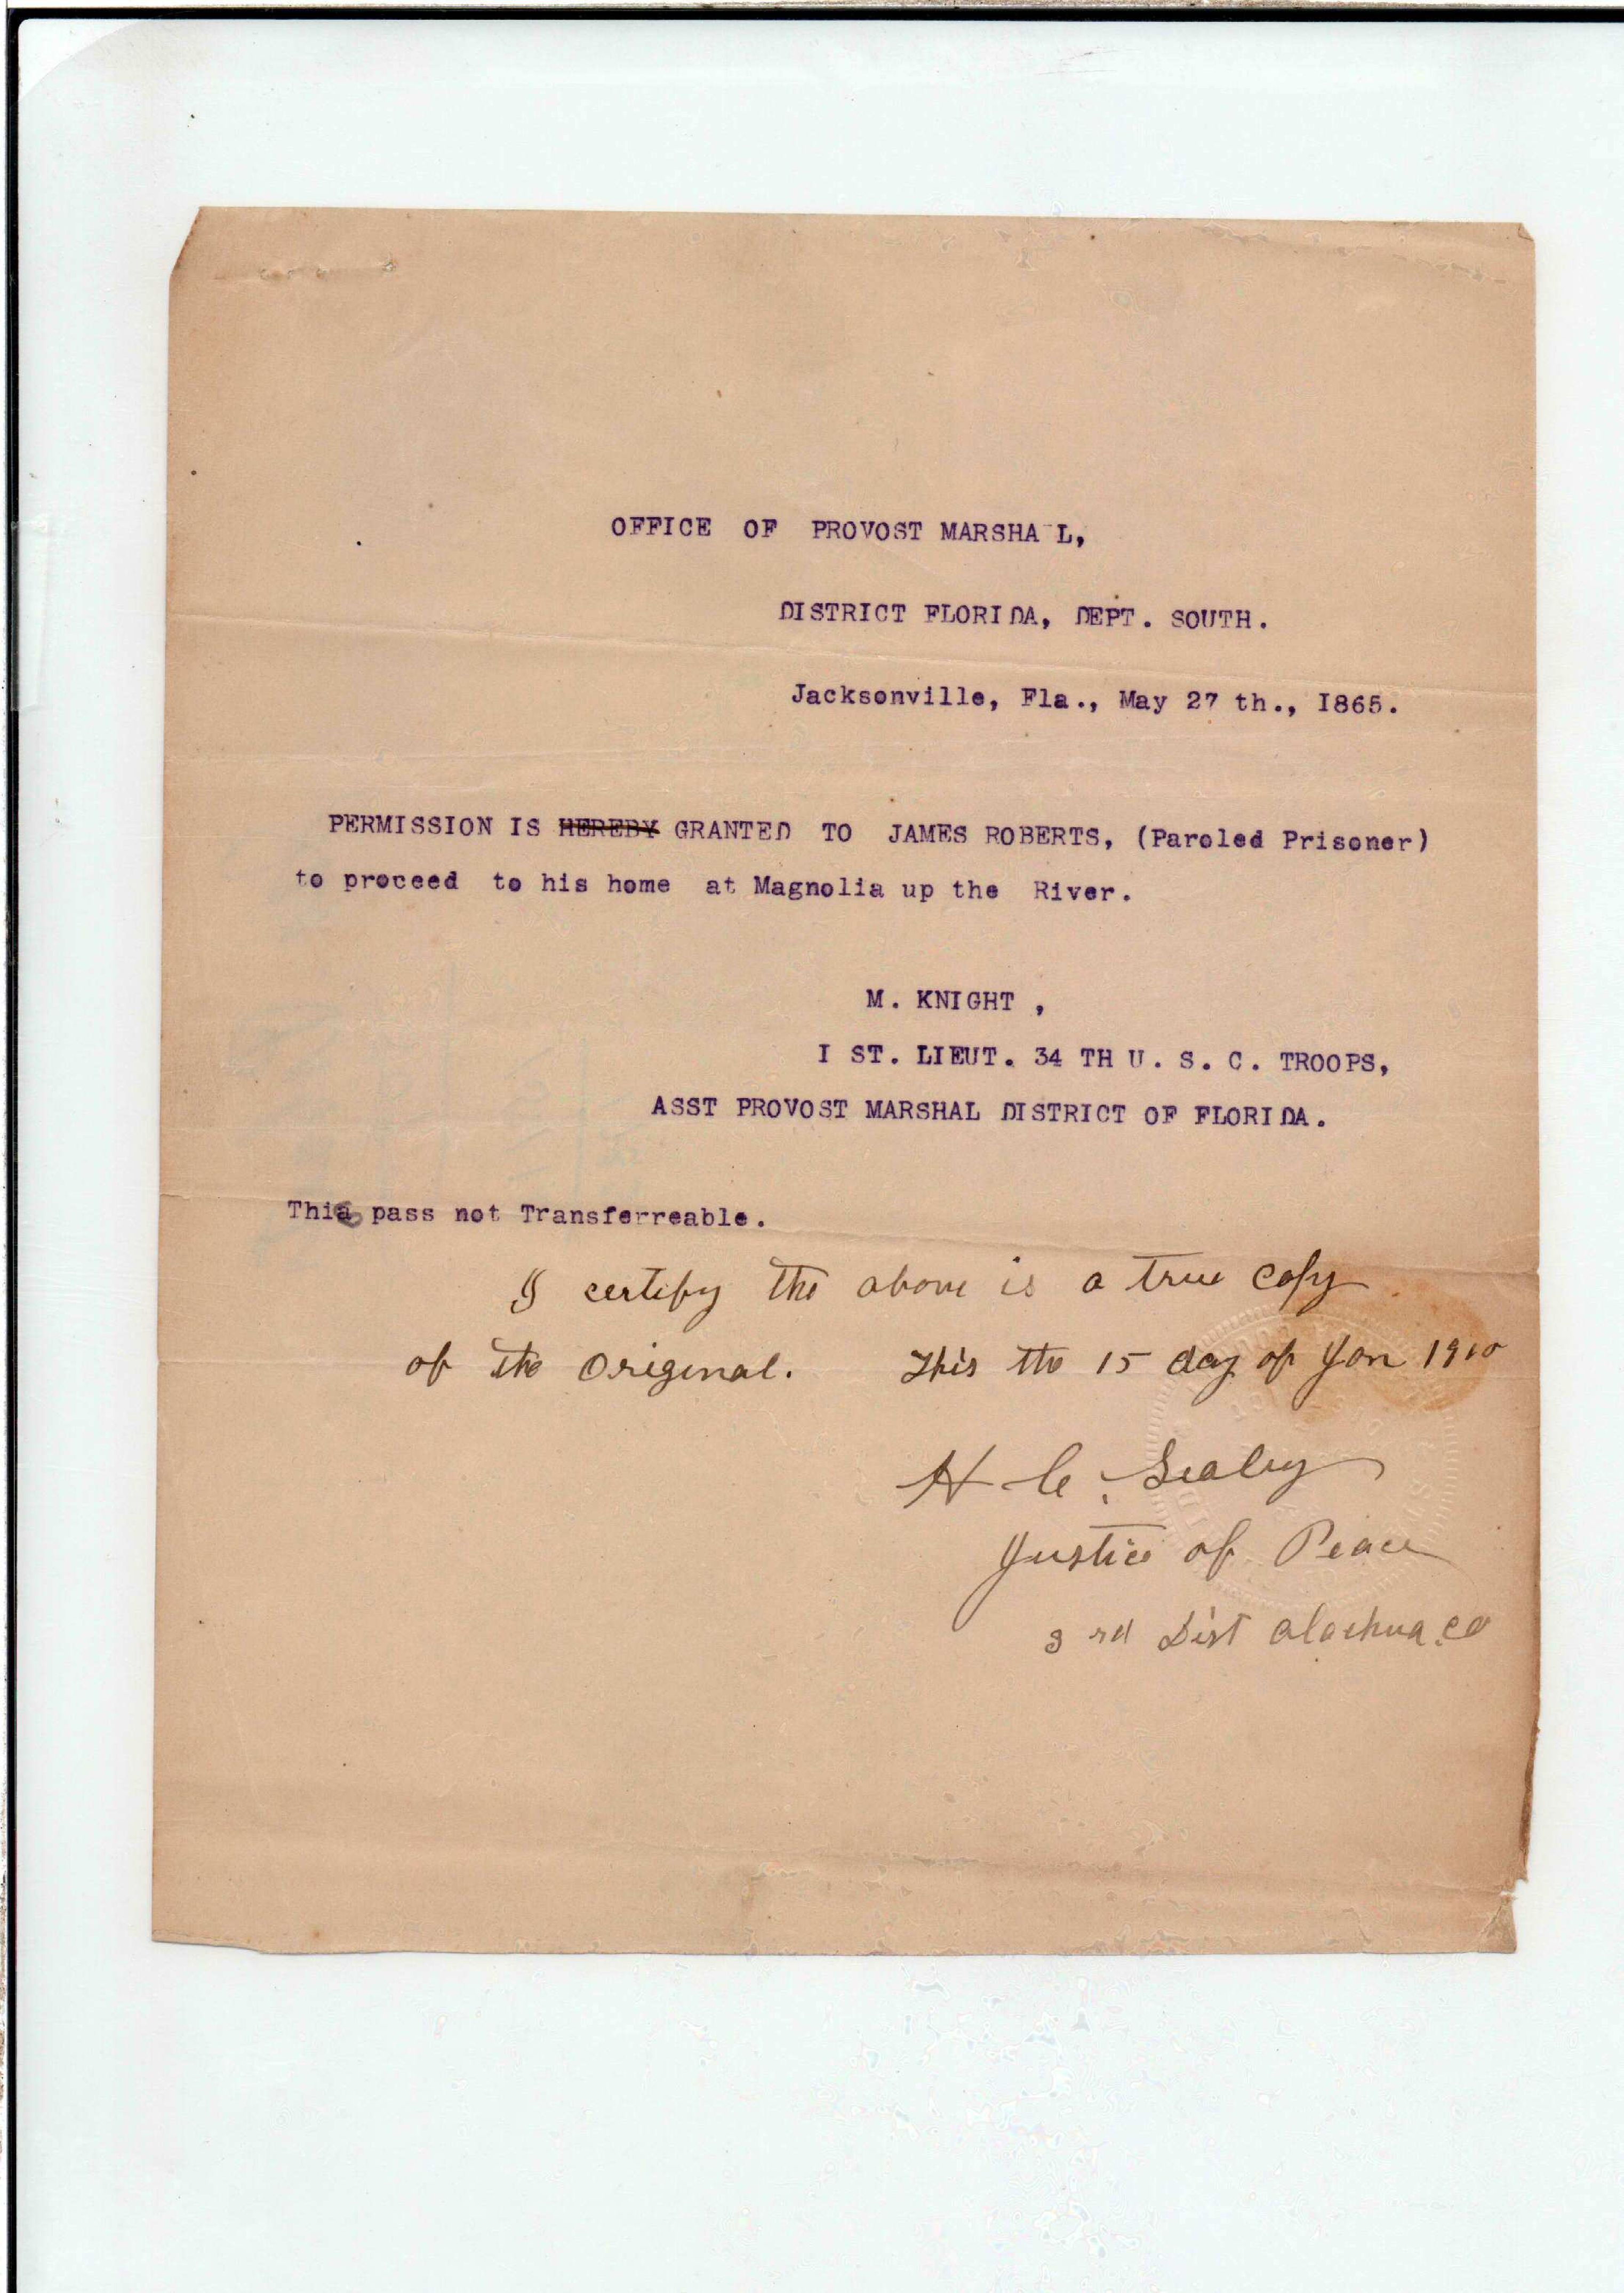 OFFICE OF PROVOST MARSHA L,
DISTRICT FLORIDA, DEPT. SOUTH.
Jacksonville, Fla., May 27 th., I865.
PERMISSION IS HEREBY GRANTED TO JAMES ROBERTS, (Paroled Prisoner)
to proceed to his home at Magnolia up the River.
M. KNIGHT ,
I ST. LIEUT. 34 TH U. S. C. TROOPS,
ASST PROVOST MARSHAL DISTRICT OF FLORIDA.
This pass not Transferreable.
I certify the above is a true copy
of the original. This the 15 day of Jan 1910
H C. Sealey
Justice of Peace
3 rd Dist Alachua Co